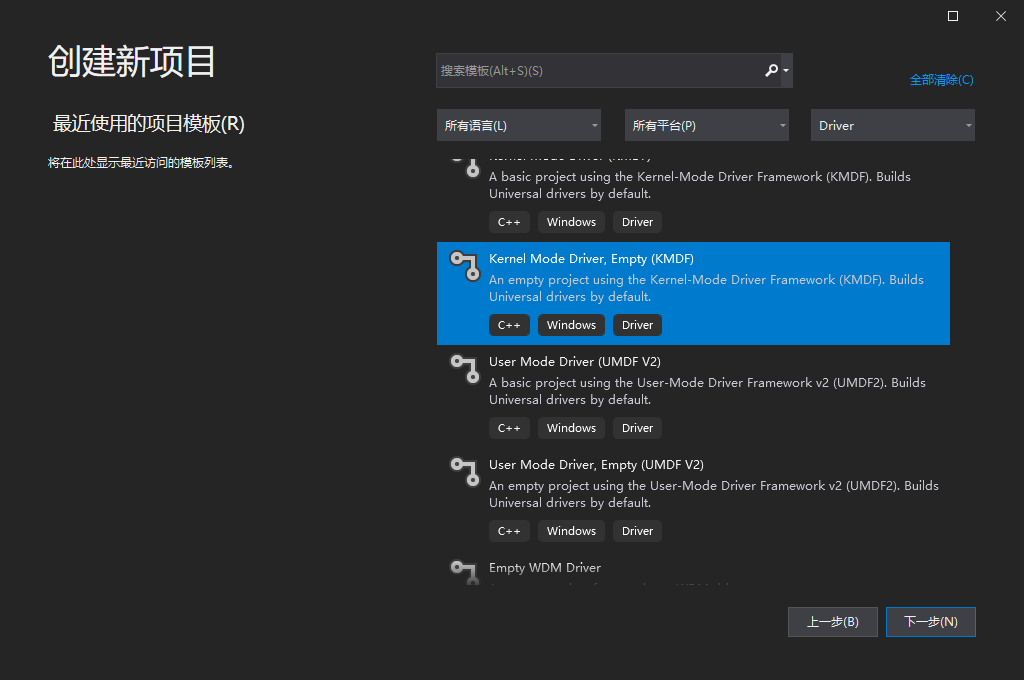 创建新项目
最近使用的项目模板(R)
将在此处显示最近访问的模板列表。
搜索模板(Alt+S)(S)
全部清除(C)
所有语言(L)
所有平台(P)
Driver
A basic project using the Kernel-Mode Driver Framework (KMDF). Builds
Universal drivers by default.
C++
Windows
Driver
Kernel Mode Driver, Empty (KMDF)
An empty project using the Kernel-Mode Driver Framework (KMDF). Builds
Universal drivers by default.
C++
Windows
Driver
User Mode Driver (UMDF V2)
A basic project using the User-Mode Driver Framework v2 (UMDF2). Builds
Universal drivers by default.
C++
Windows
Driver
User Mode Driver, Empty (UMDF V2)
An empty project using the User-Mode Driver Framework v2 (UMDF2). Builds
Universal drivers by default.
C++
Windows
Driver
Empty WDM Driver
上一步(B)
下一步(N)